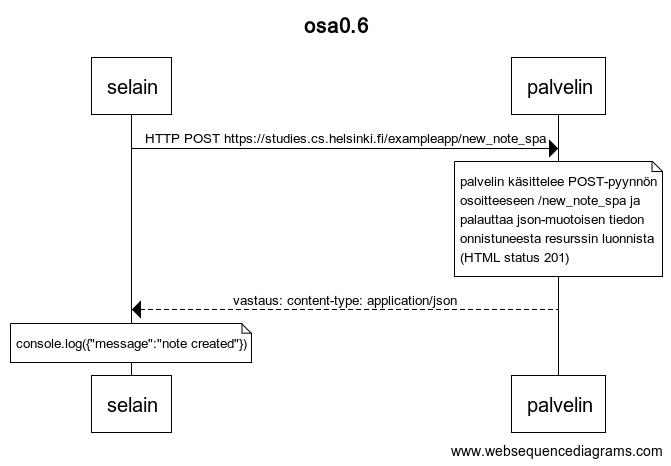 osa0.6
selain
palvelin
HTTP POST https://studies.cs.helsinki.fi/exampleapp/new_note_spa
palvelin käsittelee POST-pyynnön
osoitteeseen /new_note_spa ja
palauttaa json-muotoisen tiedon
onnistuneesta resurssin luonnista
(HTML status 201)
vastaus: content-type: application/json
console.log({"message":"note created"})
selain
palvelin
www.websequencediagrams.com